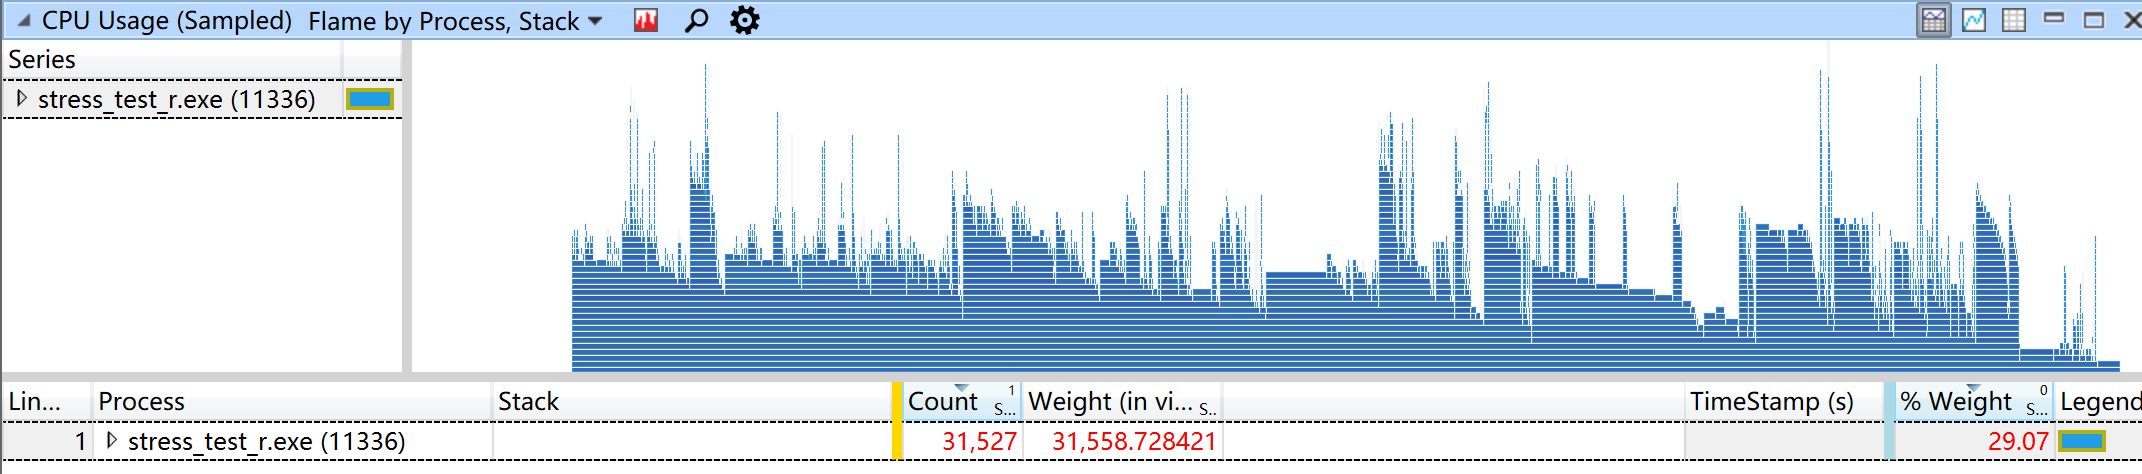 CPU Usage (Sampled) Flame by Process, Stack
Series
stress_test_r.exe (11336)
Lin... Process Stack Count 1 S... Weight (in vi... S.. TimeStamp (s) % Weight 0 S... Legend
1 stress_test_r.exe (11336) 31,527 31,558.728421 29.07